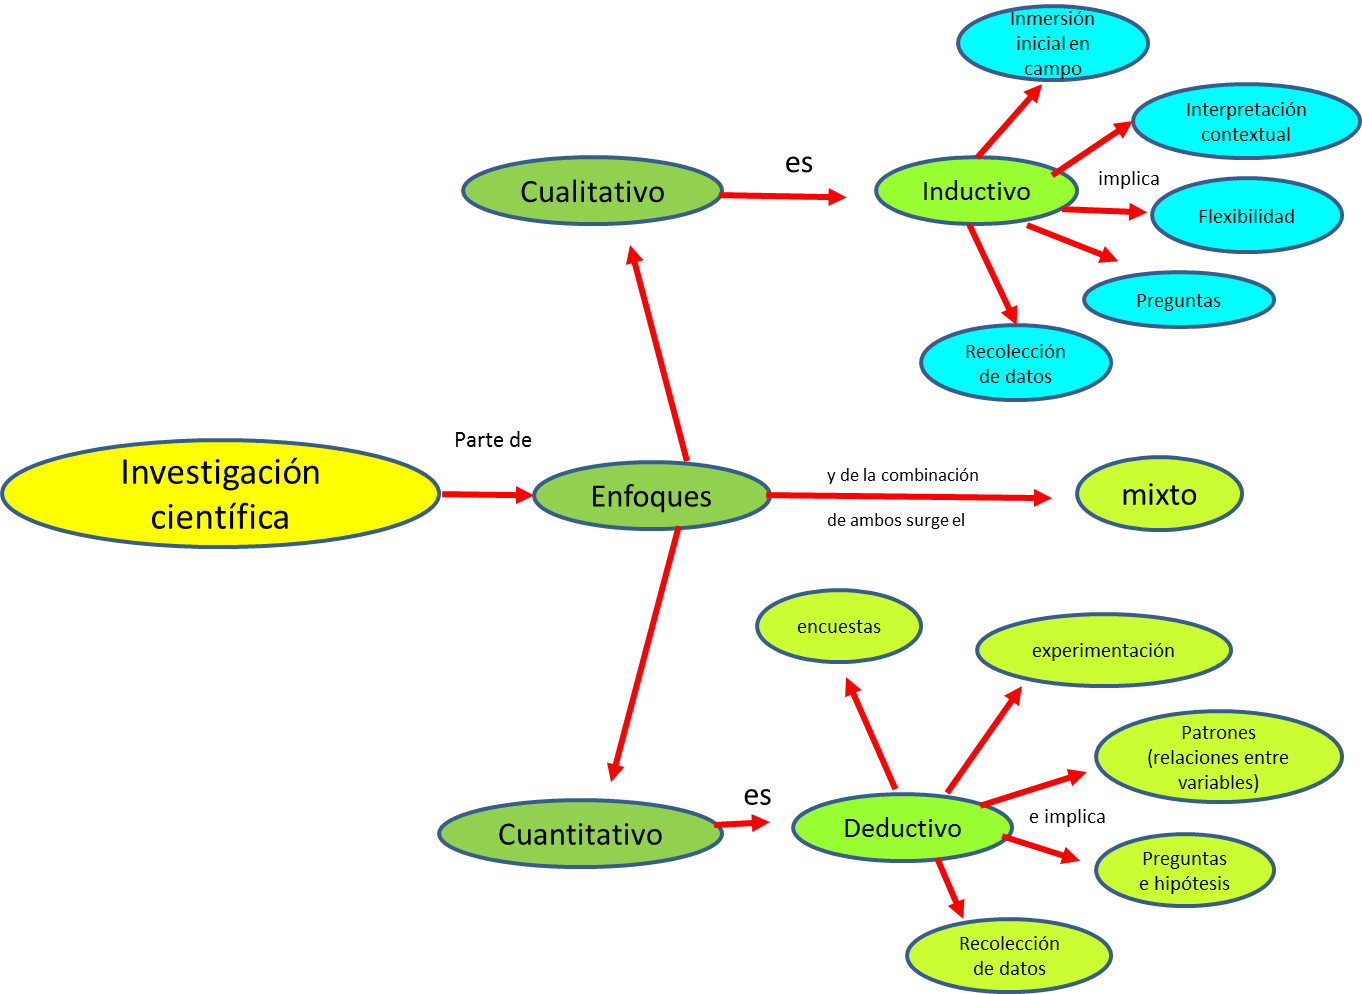 Inmersión
inicial en
campo
Interpretación
contextual
Cualitativo
es
Inductivo
implica
Flexibilidad
Preguntas
Recolección
de datos
Investigación
científica
Parte de
Enfoques
y de la combinación
de ambos surge el
mixto
encuestas
experimentación
Patrones
(relaciones entre
variables)
Cuantitativo
es
Deductivo
e implica
Preguntas
e hipótesis
Recolección
de datos